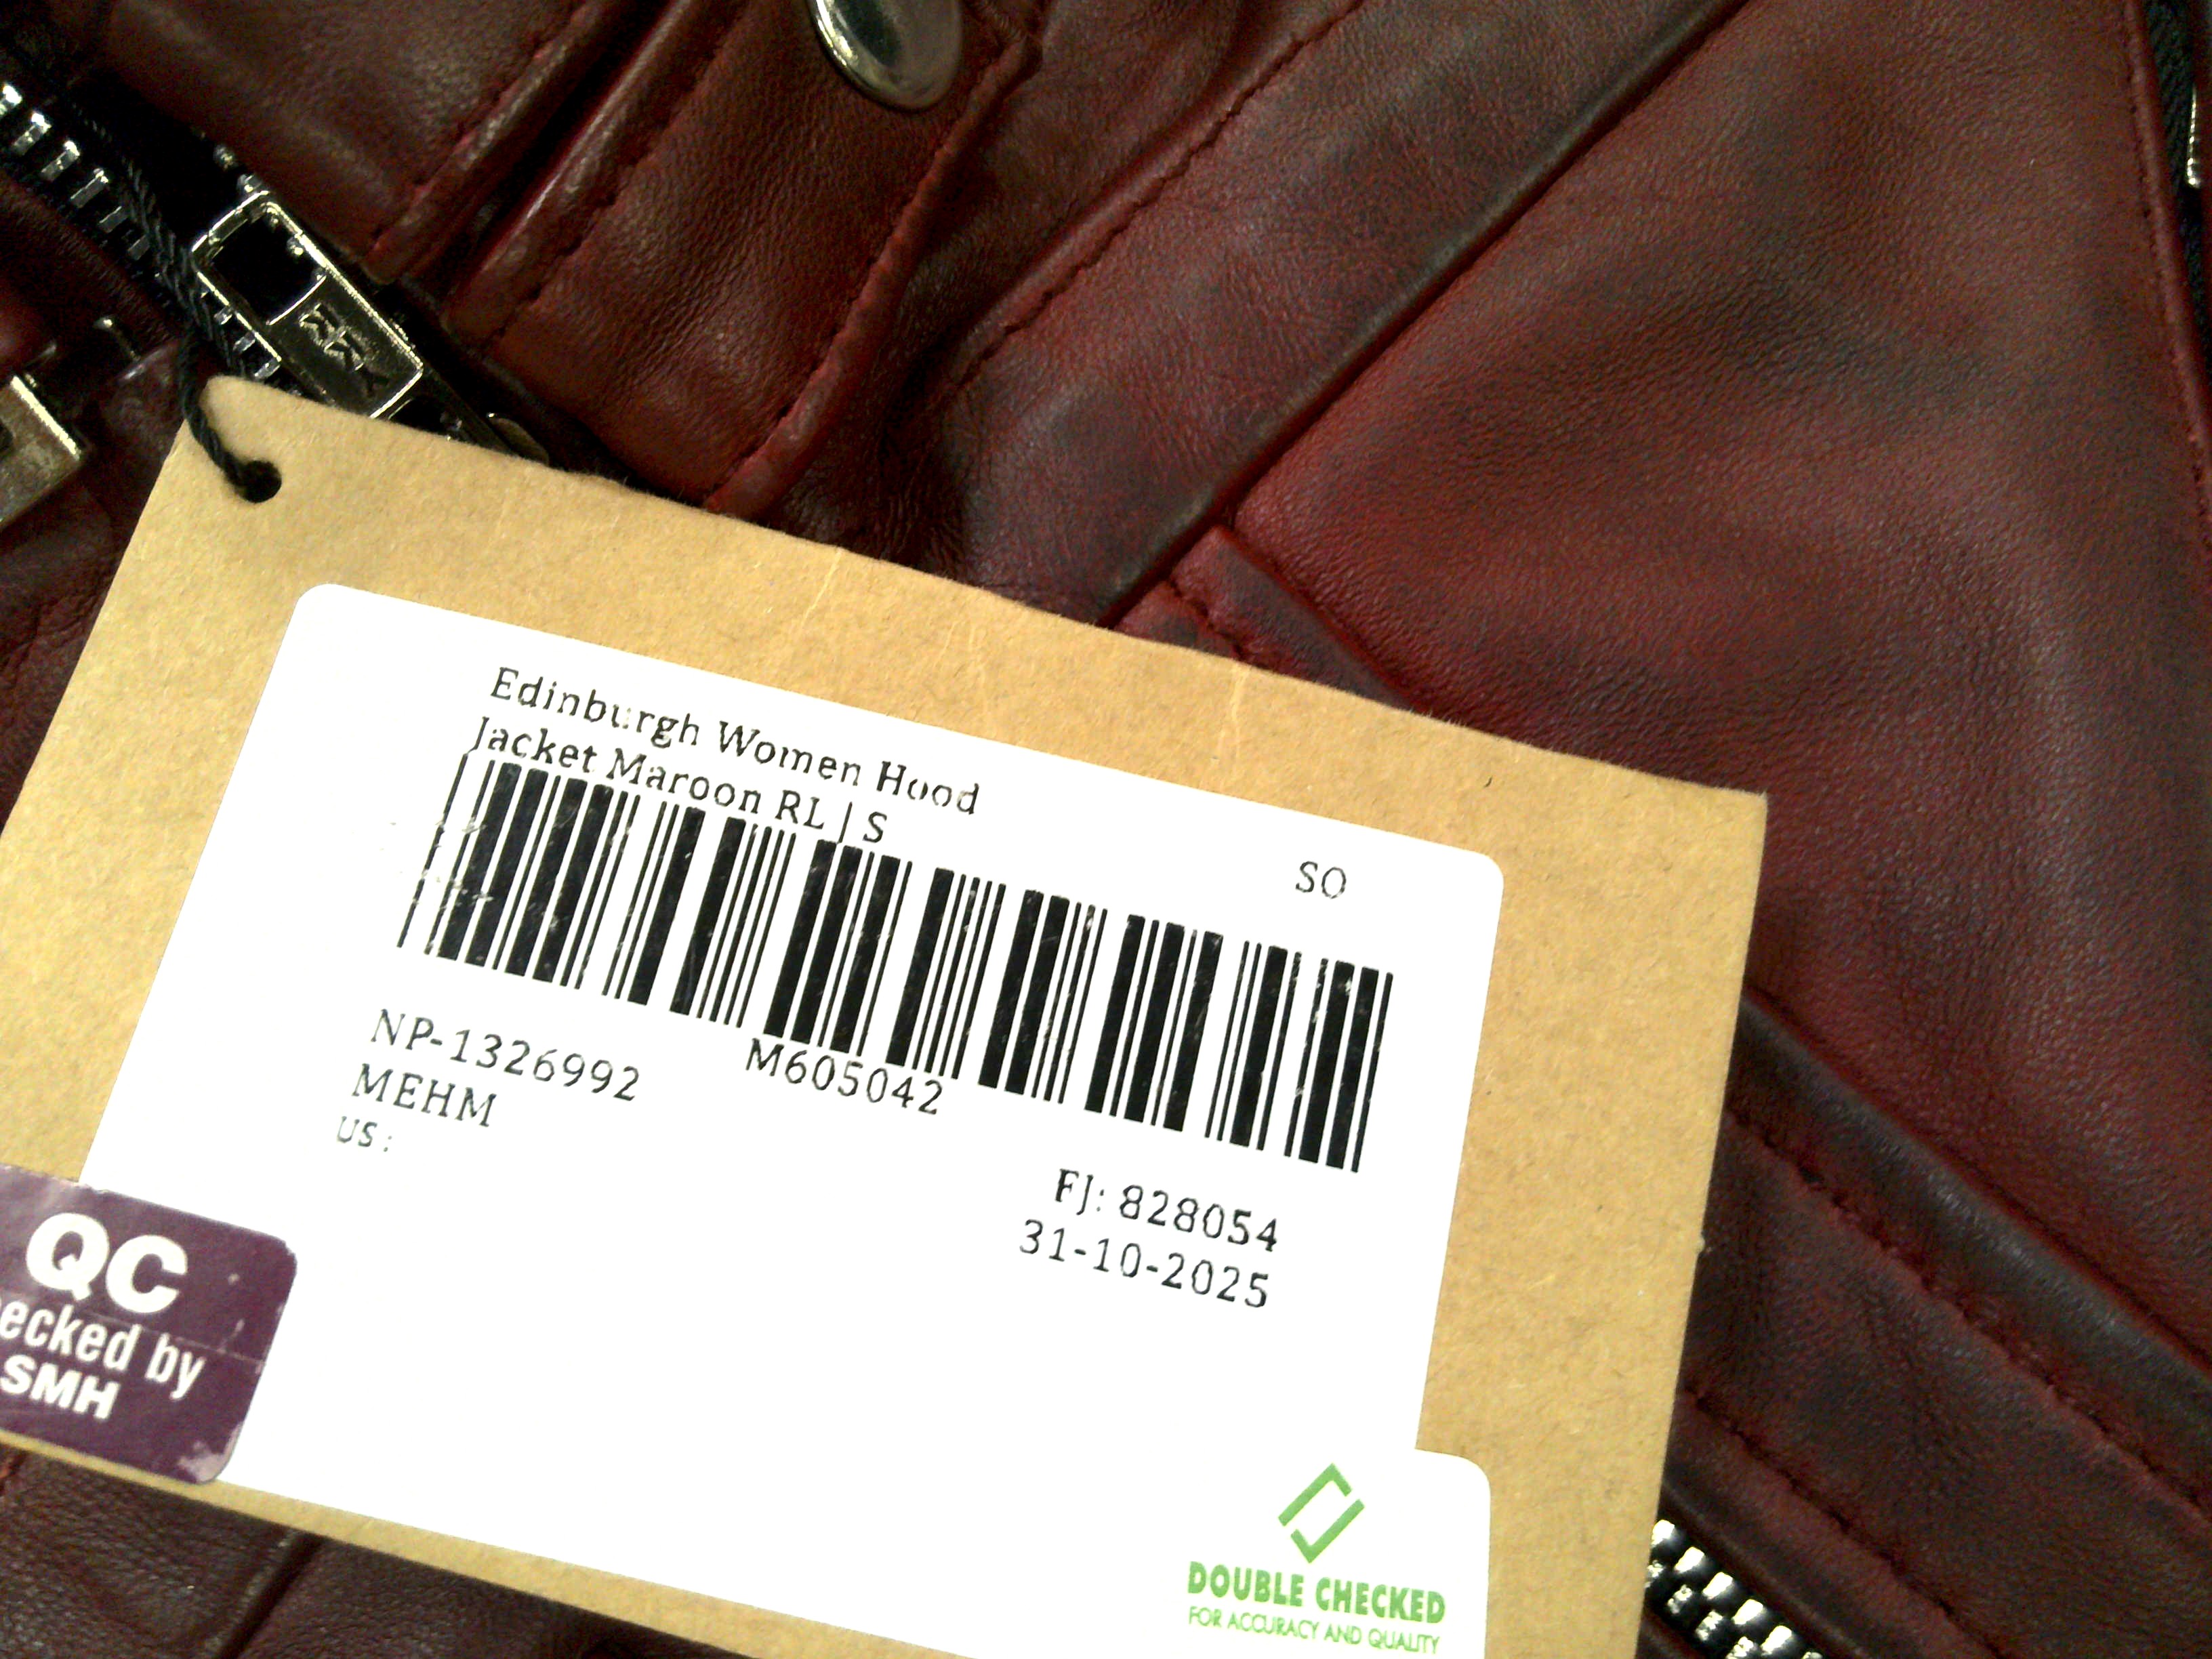 YKK
Edinburgh Women Hood
Jacket Maroon RL | S
SO
M605042
NP-1326992
MEHM
US :
FJ: 828054
31-10-2025
QC
ecked by
SMH
DOUBLE CHECKED
FOR ACCURACY AND QUALITY